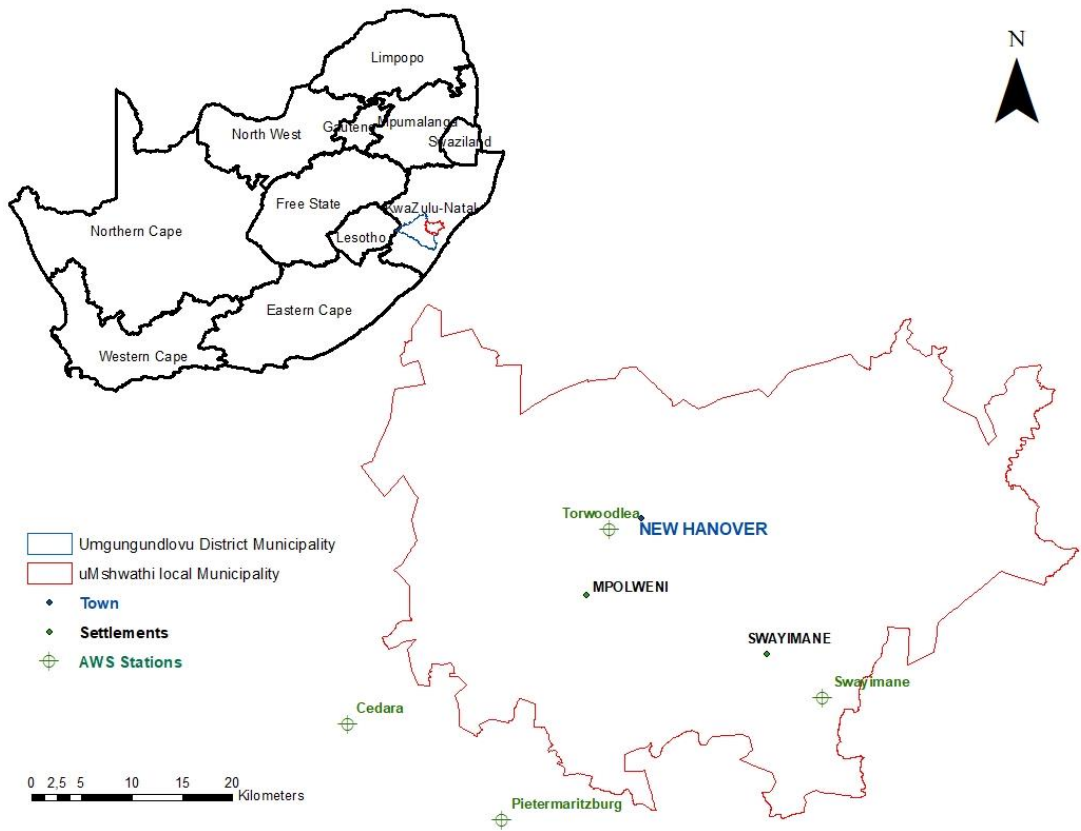 N
Limpopo
North West
Gauteng
Mpumalanga
Swaziland
Free State
KwaZulu-Natal
Northern Cape
Lesotho
Eastern Cape
Western Cape
Torwoodlea
NEW HANOVER
MPOLWENI
SWAYIMANE
Swayimane
Cedara
Pietermaritzburg
Umgungundlovu District Municipality
uMshwathi local Municipality
Town
Settlements
AWS Stations
0 2,5 5 10 15 20
Kilometers